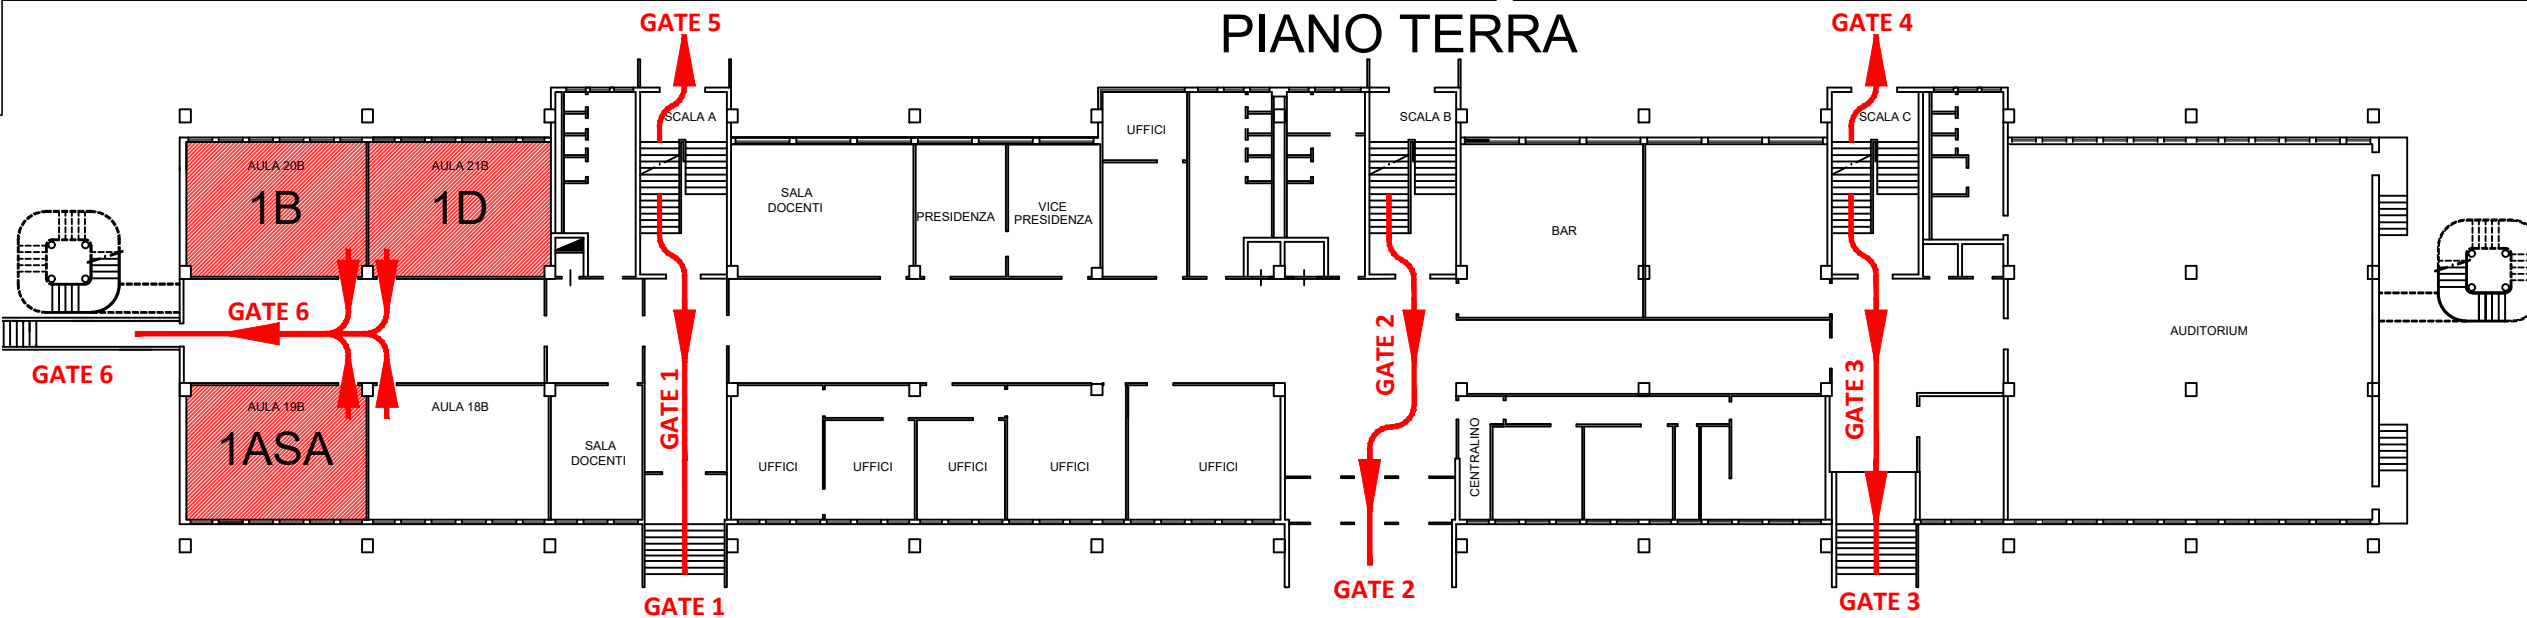 PIANO TERRA
GATE 5
GATE 4
SCALA A
SCALA B
SCALA C
UFFICI
AULA 20B
1B
AULA 21B
1D
SALA
DOCENTI
PRESIDENZA
VICE
PRESIDENZA
BAR
GATE 6
GATE 6
GATE 1
GATE 2
GATE 3
AUDITORIUM
AULA 19B
1ASA
AULA 18B
SALA
DOCENTI
UFFICI
UFFICI
UFFICI
UFFICI
UFFICI
CENTRALINO
GATE 1
GATE 2
GATE 3